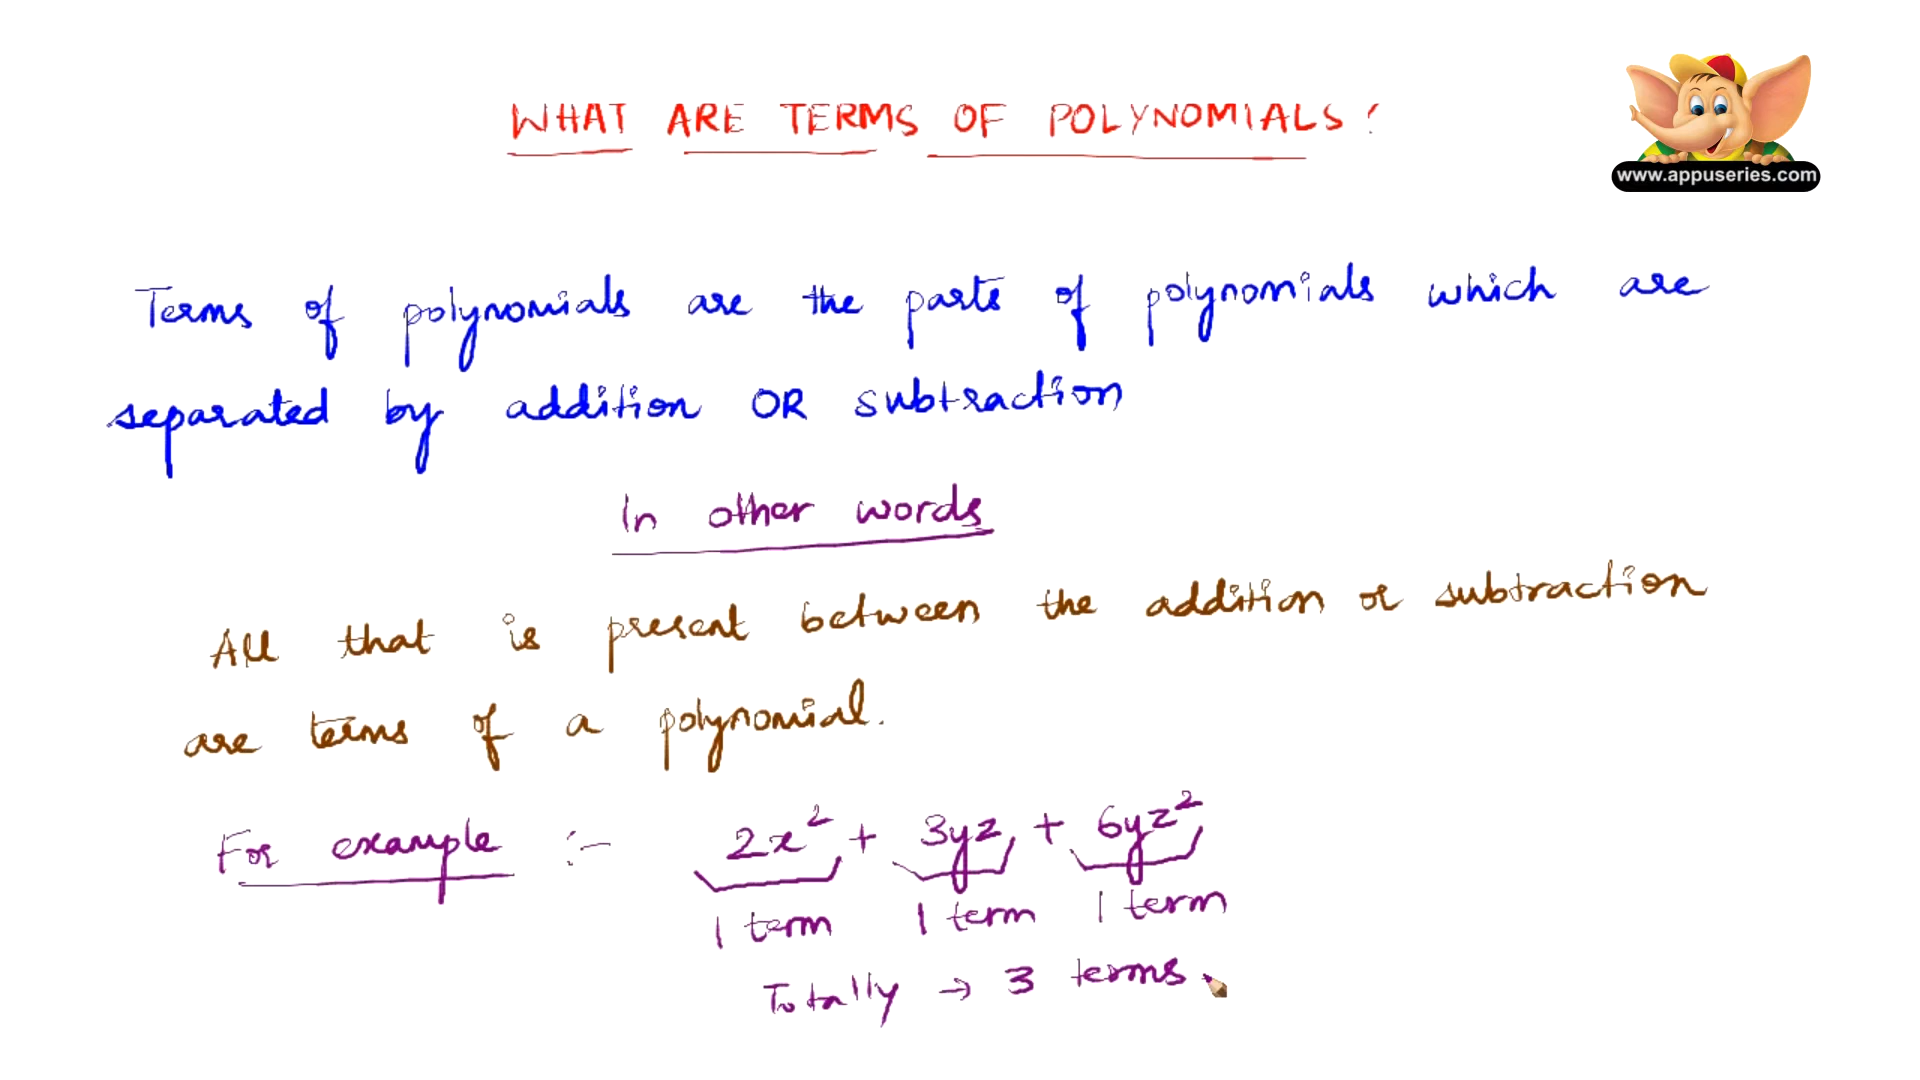 WHAT ARE TERMS OF POLYNOMIALS?
www.appuseries.com
Terms of polynomials are the parts of polynomials which are
separated by addition OR subtraction
In other words
All that is present between the addition or subtraction
are terms of a polynomial.
For example :- 2x² + 3yz + 6yz²
1 term 1 term 1 term
Totally → 3 terms